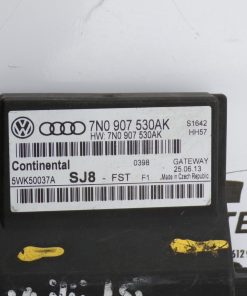 7N0 907 530AK S1642
HW: 7N0 907 530AK HH57
Continental 0398 GATEWAY
5WK50037A SJ8 - FST F1 25.06.13
Made in Czech Republic